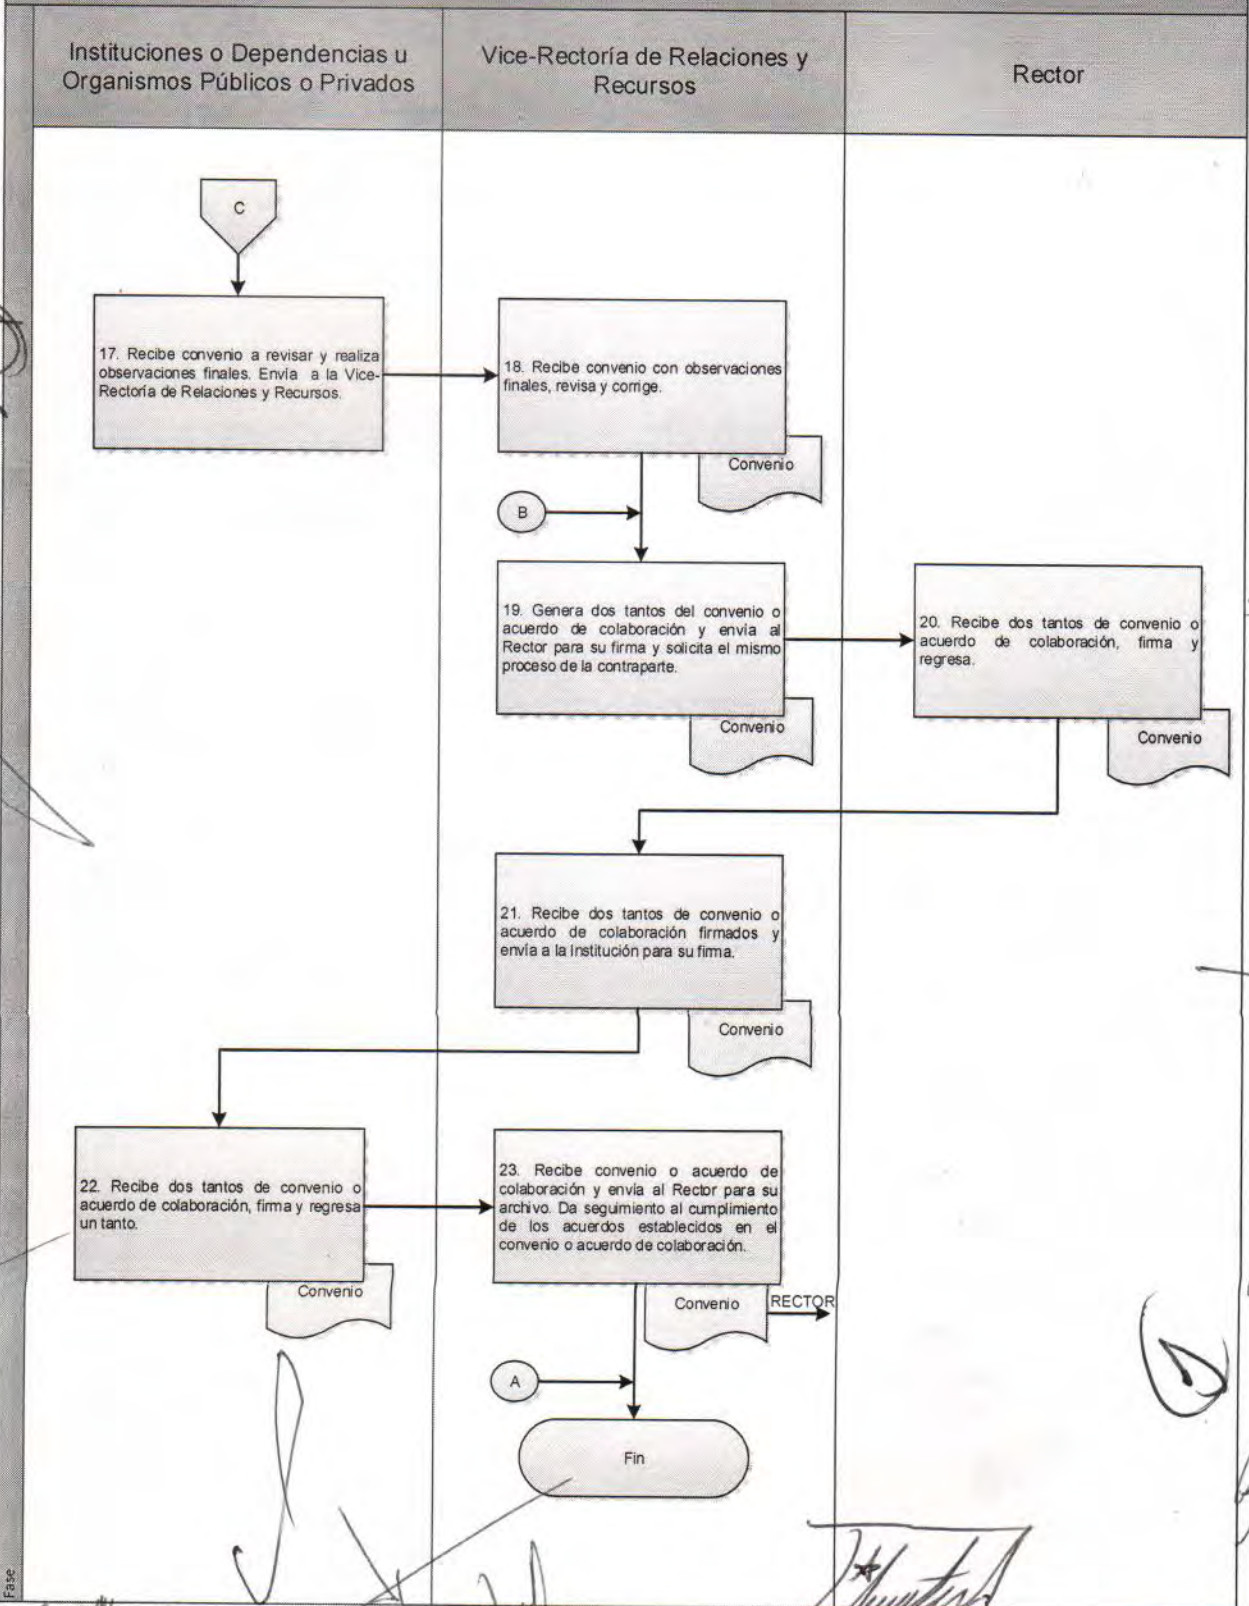 Instituciones o Dependencias u
Organismos Públicos o Privados
Vice-Rectoría de Relaciones y
Recursos
Rector
C
17. Recibe convenio a revisar y realiza
observaciones finales. Envía a la Vice-
Rectoría de Relaciones y Recursos.
18. Recibe convenio con observaciones
finales, revisa y corrige.
Convenio
B
19. Genera dos tantos del convenio o
acuerdo de colaboración y envía al
Rector para su firma y solicita el mismo
proceso de la contraparte.
Convenio
20. Recibe dos tantos de convenio o
acuerdo de colaboración, firma y
regresa.
Convenio
21. Recibe dos tantos de convenio o
acuerdo de colaboración firmados y
envía a la institución para su firma.
Convenio
22. Recibe dos tantos de convenio o
acuerdo de colaboración, firma y regresa
un tanto.
Convenio
23. Recibe convenio o acuerdo de
colaboración y envía al Rector para su
archivo. Da seguimiento al cumplimiento
de los acuerdos establecidos en el
convenio o acuerdo de colaboración.
Convenio
RECTOR
A
Fin
Fase